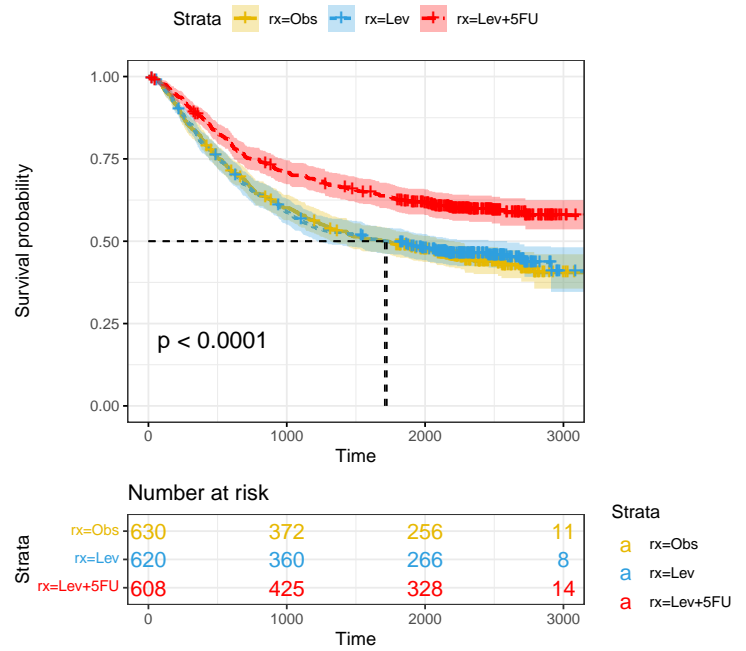 Strata rx=Obs rx=Lev rx=Lev+5FU
Survival probability
1.00
0.75
0.50
0.25
0.00
p < 0.0001
0 1000 2000 3000
Time
Number at risk
Strata
rx=Obs 630 372 256 11
rx=Lev 620 360 266 8
rx=Lev+5FU 608 425 328 14
0 1000 2000 3000
Time
Strata
a rx=Obs
a rx=Lev
a rx=Lev+5FU